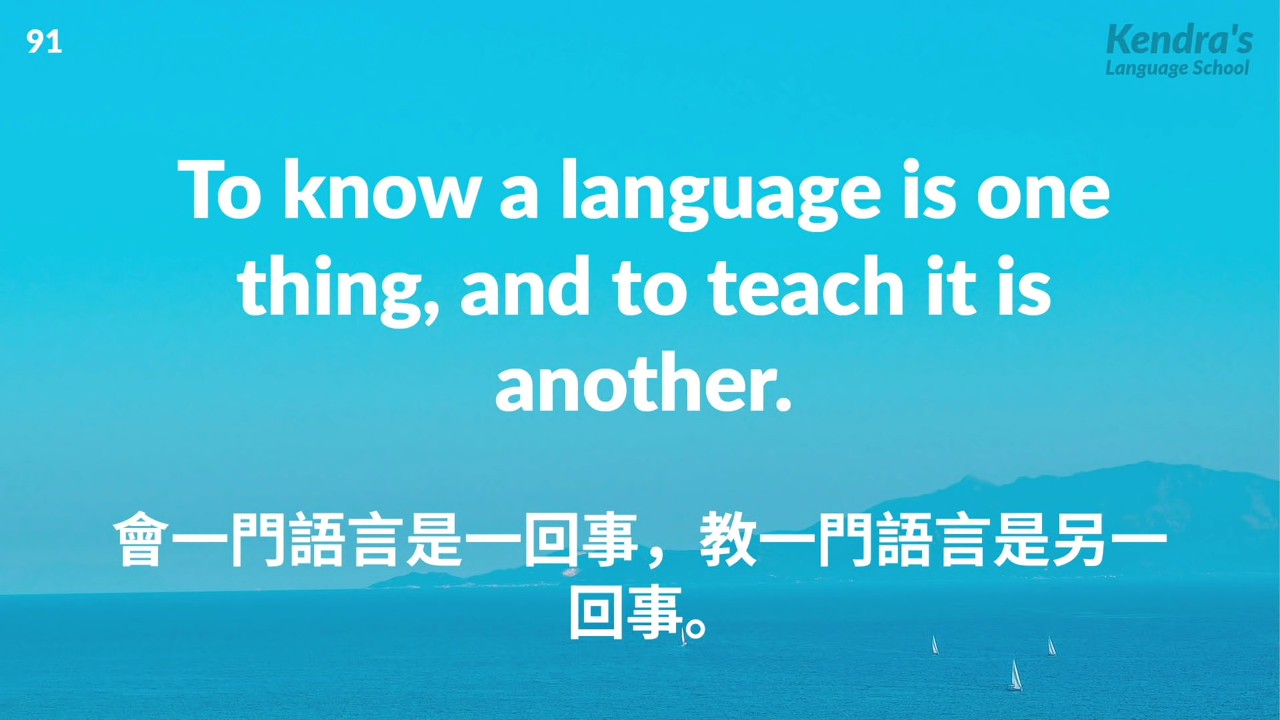 91
Kendra's
Language School
To know a language is one
thing, and to teach it is
another.
會一門語言是一回事，教一門語言是另一
回事。